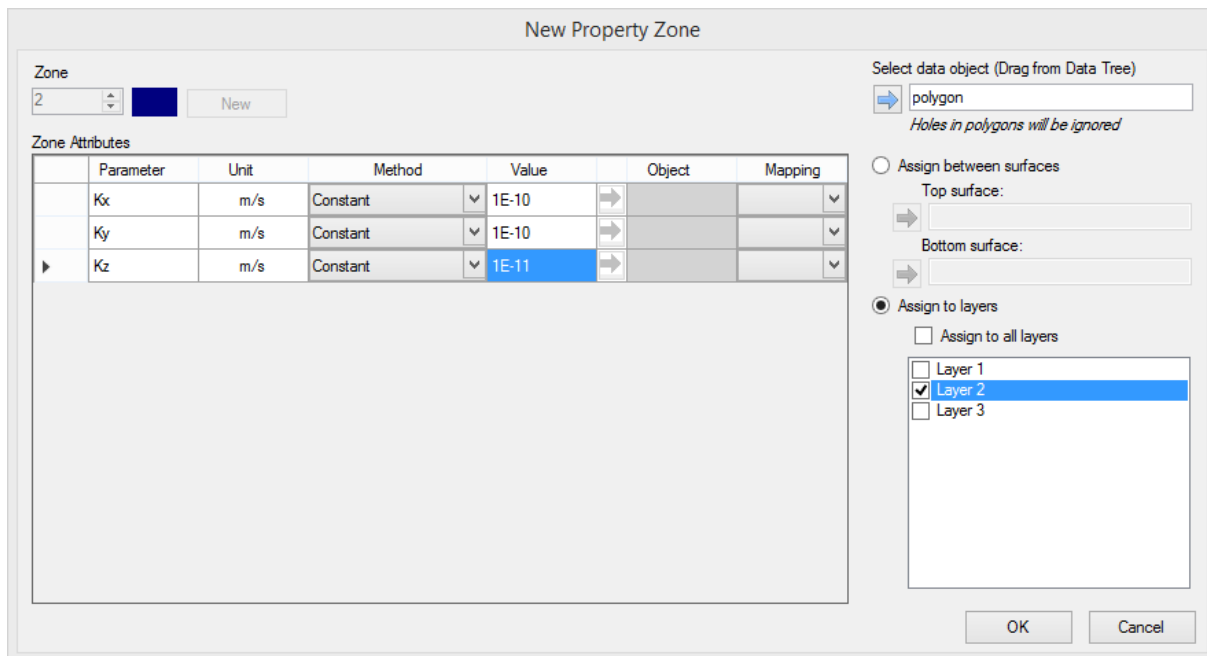 New Property Zone
Zone
2
New
Zone Attributes
Parameter Unit Method Value Object Mapping
Kx m/s Constant 1E-10
Ky m/s Constant 1E-10
Kz m/s Constant 1E-11
Select data object (Drag from Data Tree)
polygon
Holes in polygons will be ignored
Assign between surfaces
Top surface:
Bottom surface:
Assign to layers
Assign to all layers
Layer 1
Layer 2
Layer 3
OK Cancel